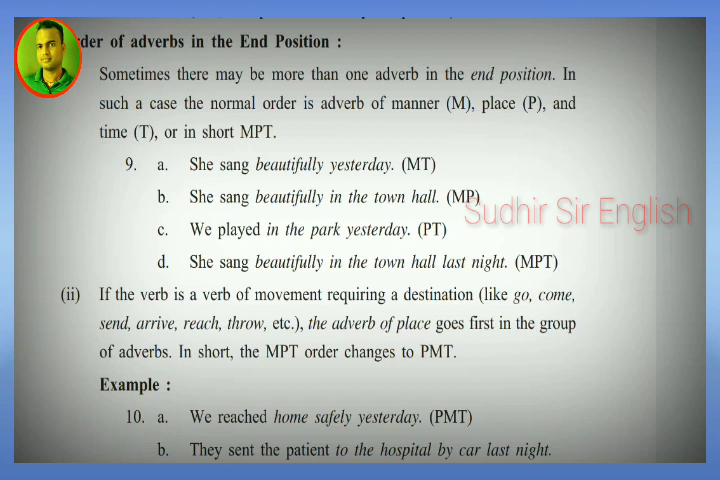 der of adverbs in the End Position :
Sometimes there may be more than one adverb in the end position. In
such a case the normal order is adverb of manner (M), place (P), and
time (T), or in short MPT.
9. a. She sang beautifully yesterday. (MT)
b. She sang beautifully in the town hall. (MP)
Sudhir Sir English
c. We played in the park yesterday. (PT)
d. She sang beautifully in the town hall last night. (MPT)
(ii) If the verb is a verb of movement requiring a destination (like go, come,
send, arrive, reach, throw, etc.), the adverb of place goes first in the group
of adverbs. In short, the MPT order changes to PMT.
Example :
10. a. We reached home safely yesterday. (PMT)
b. They sent the patient to the hospital by car last night.